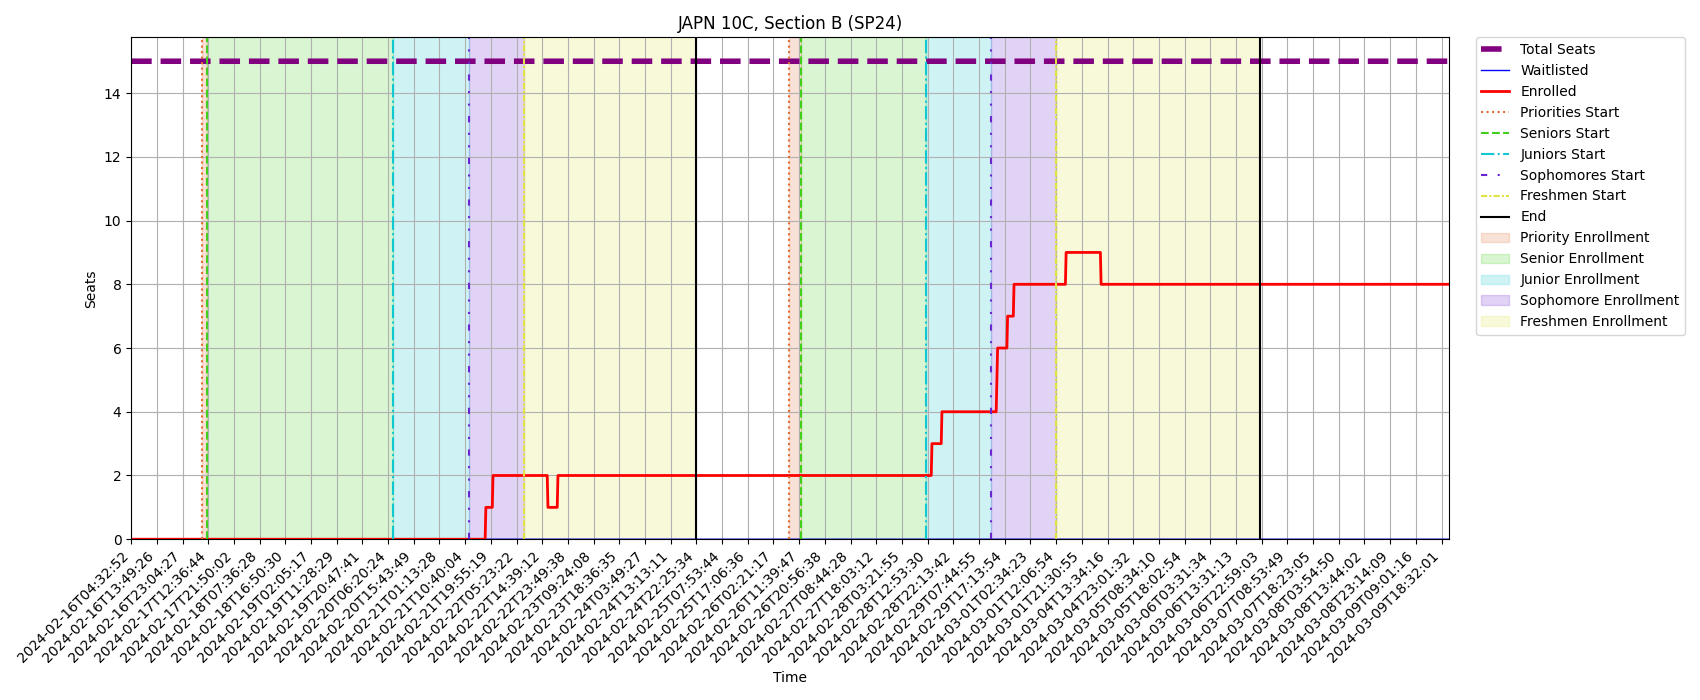 JAPN 10C, Section B (SP24)
Seats
14
12
10
8
6
4
2
0
2024-02-16T04:32:52
2024-02-16T13:49:26
2024-02-16T23:04:27
2024-02-17T12:36:44
2024-02-17T21:50:02
2024-02-18T07:36:28
2024-02-18T16:50:30
2024-02-19T02:05:17
2024-02-19T11:28:29
2024-02-19T20:47:41
2024-02-20T06:20:24
2024-02-20T15:43:49
2024-02-21T01:13:28
2024-02-21T10:40:04
2024-02-21T19:55:19
2024-02-22T05:23:22
2024-02-22T14:39:12
2024-02-22T23:49:38
2024-02-23T09:24:08
2024-02-23T18:36:35
2024-02-24T03:49:27
2024-02-24T13:13:11
2024-02-24T22:25:34
2024-02-25T07:53:44
2024-02-25T17:06:36
2024-02-26T02:21:17
2024-02-26T11:39:47
2024-02-26T20:56:38
2024-02-27T08:44:28
2024-02-27T18:03:12
2024-02-28T03:21:55
2024-02-28T12:53:30
2024-02-28T22:13:42
2024-02-29T07:44:55
2024-02-29T17:13:54
2024-03-01T02:34:23
2024-03-01T12:06:54
2024-03-01T21:30:55
2024-03-04T13:34:16
2024-03-04T23:01:32
2024-03-05T08:34:10
2024-03-05T18:02:54
2024-03-06T03:31:34
2024-03-06T13:31:13
2024-03-06T22:59:03
2024-03-07T08:53:49
2024-03-07T18:23:05
2024-03-08T03:54:50
2024-03-08T13:44:02
2024-03-08T23:14:09
2024-03-09T09:01:16
2024-03-09T18:32:01
Time
Total Seats
Waitlisted
Enrolled
Priorities Start
Seniors Start
Juniors Start
Sophomores Start
Freshmen Start
End
Priority Enrollment
Senior Enrollment
Junior Enrollment
Sophomore Enrollment
Freshmen Enrollment